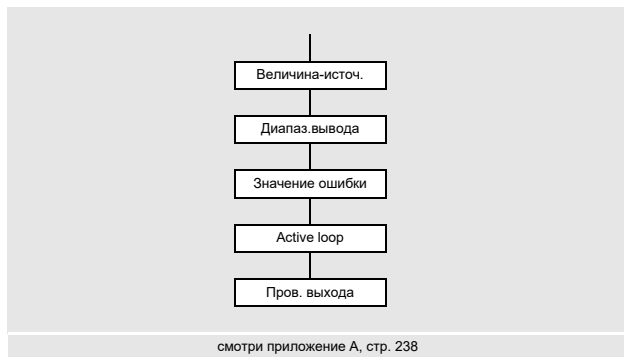 Величина-источ.
Диапаз.вывода
Значение ошибки
Active loop
Пров. выхода
смотри приложение А, стр. 238